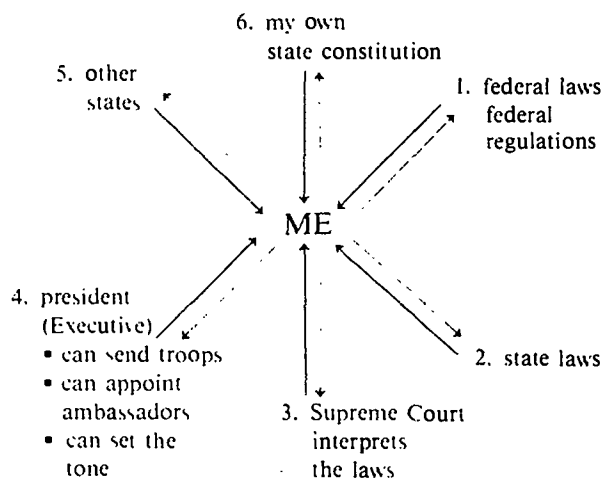 6. my own
state constitution
5. other
states
1. federal laws
federal
regulations
ME
4. president
(Executive)
▪ can send troops
▪ can appoint
ambassadors
▪ can set the
tone
2. state laws
3. Supreme Court
interprets
the laws